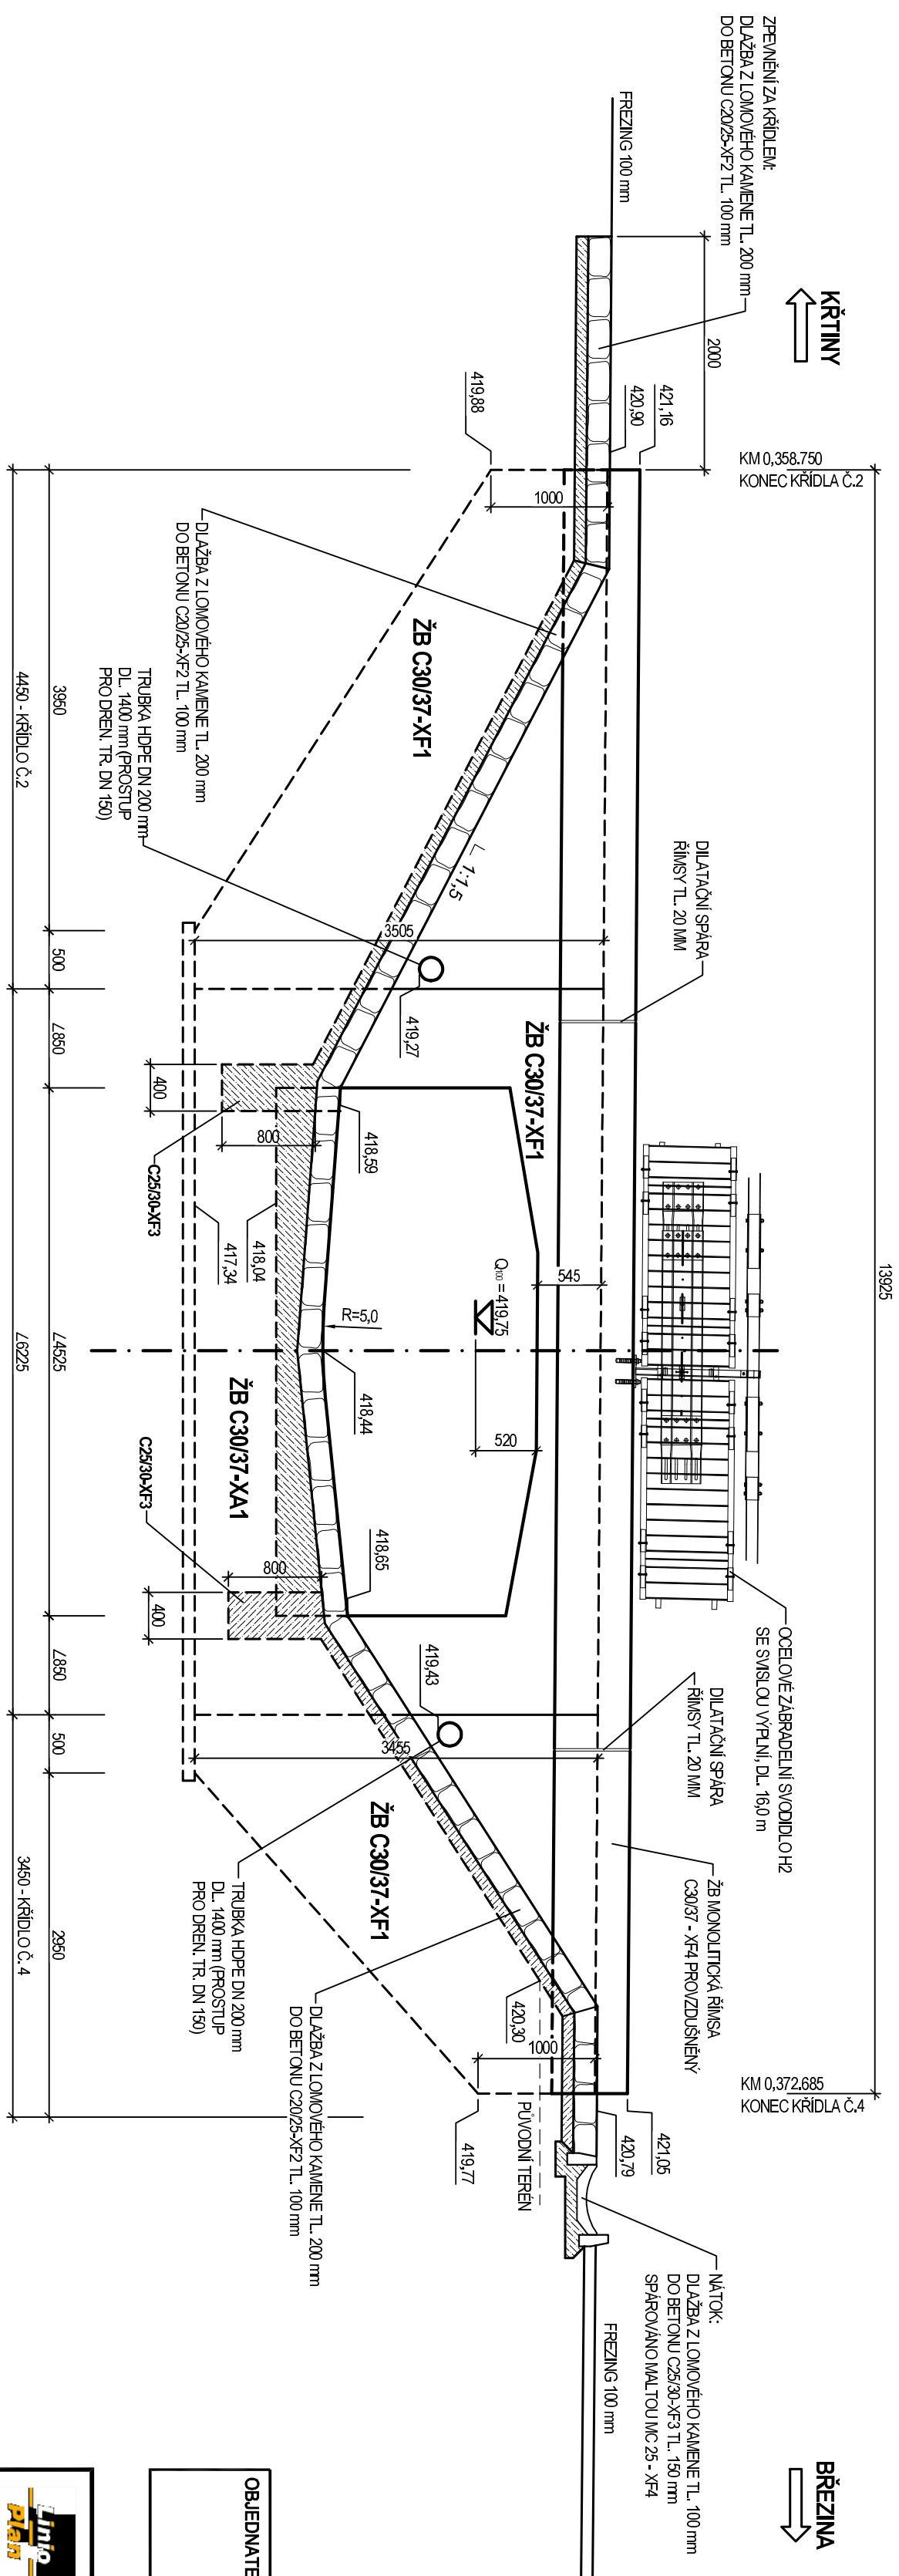 KŘTINY
BŘEZINA
ZPEVNĚNÍ ZA KŘÍDLEM:
DLAŽBA Z LOMOVÉHO KAMENE TL. 200 mm
DO BETONU C20/25-XF2 TL. 100 mm
FREZING 100 mm
2000
KM 0,358.750
KONEC KŘÍDLA Č.2
13925
KM 0,372.685
KONEC KŘÍDLA Č.4
421,16
420,90
419,88
1000
DILATAČNÍ SPÁRA
ŘÍMSY TL. 20 MM
OCELOVÉ ZÁBRADELNÍ SVODIDLO H2
SE SVISLOU VÝPLNÍ, DL. 16,0 m
DILATAČNÍ SPÁRA
ŘÍMSY TL. 20 MM
ŽB MONOLITICKÁ ŘÍMSA
C30/37 - XF4 PROVZDUŠNĚNÝ
NÁTOK:
DLAŽBA Z LOMOVÉHO KAMENE TL. 100 mm
DO BETONU C25/30-XF3 TL. 150 mm
SPÁROVÁNO MALTOU MC 25 - XF4
FREZING 100 mm
421,05
420,79
419,77
1000
420,30
PŮVODNÍ TERÉN
ŽB C30/37-XF1
ŽB C30/37-XF1
ŽB C30/37-XF1
1:1,5
3505
419,27
545
Q100 = 419,75
520
R=5,0
418,59
418,44
418,65
419,43
3455
DLAŽBA Z LOMOVÉHO KAMENE TL. 200 mm
DO BETONU C20/25-XF2 TL. 100 mm
TRUBKA HDPE DN 200 mm
DL. 1400 mm (PROSTUP
PRO DREN. TR. DN 150)
400
800
C25/30-XF3
418,04
417,34
ŽB C30/37-XA1
C25/30-XF3
800
400
TRUBKA HDPE DN 200 mm
DL. 1400 mm (PROSTUP
PRO DREN. TR. DN 150)
DLAŽBA Z LOMOVÉHO KAMENE TL. 200 mm
DO BETONU C20/25-XF2 TL. 100 mm
3950
500
∠850
∠4525
∠850
500
2950
4450 - KŘÍDLO Č.2
∠6225
3450 - KŘÍDLO Č. 4
OBJEDNATE
Linio
Plan